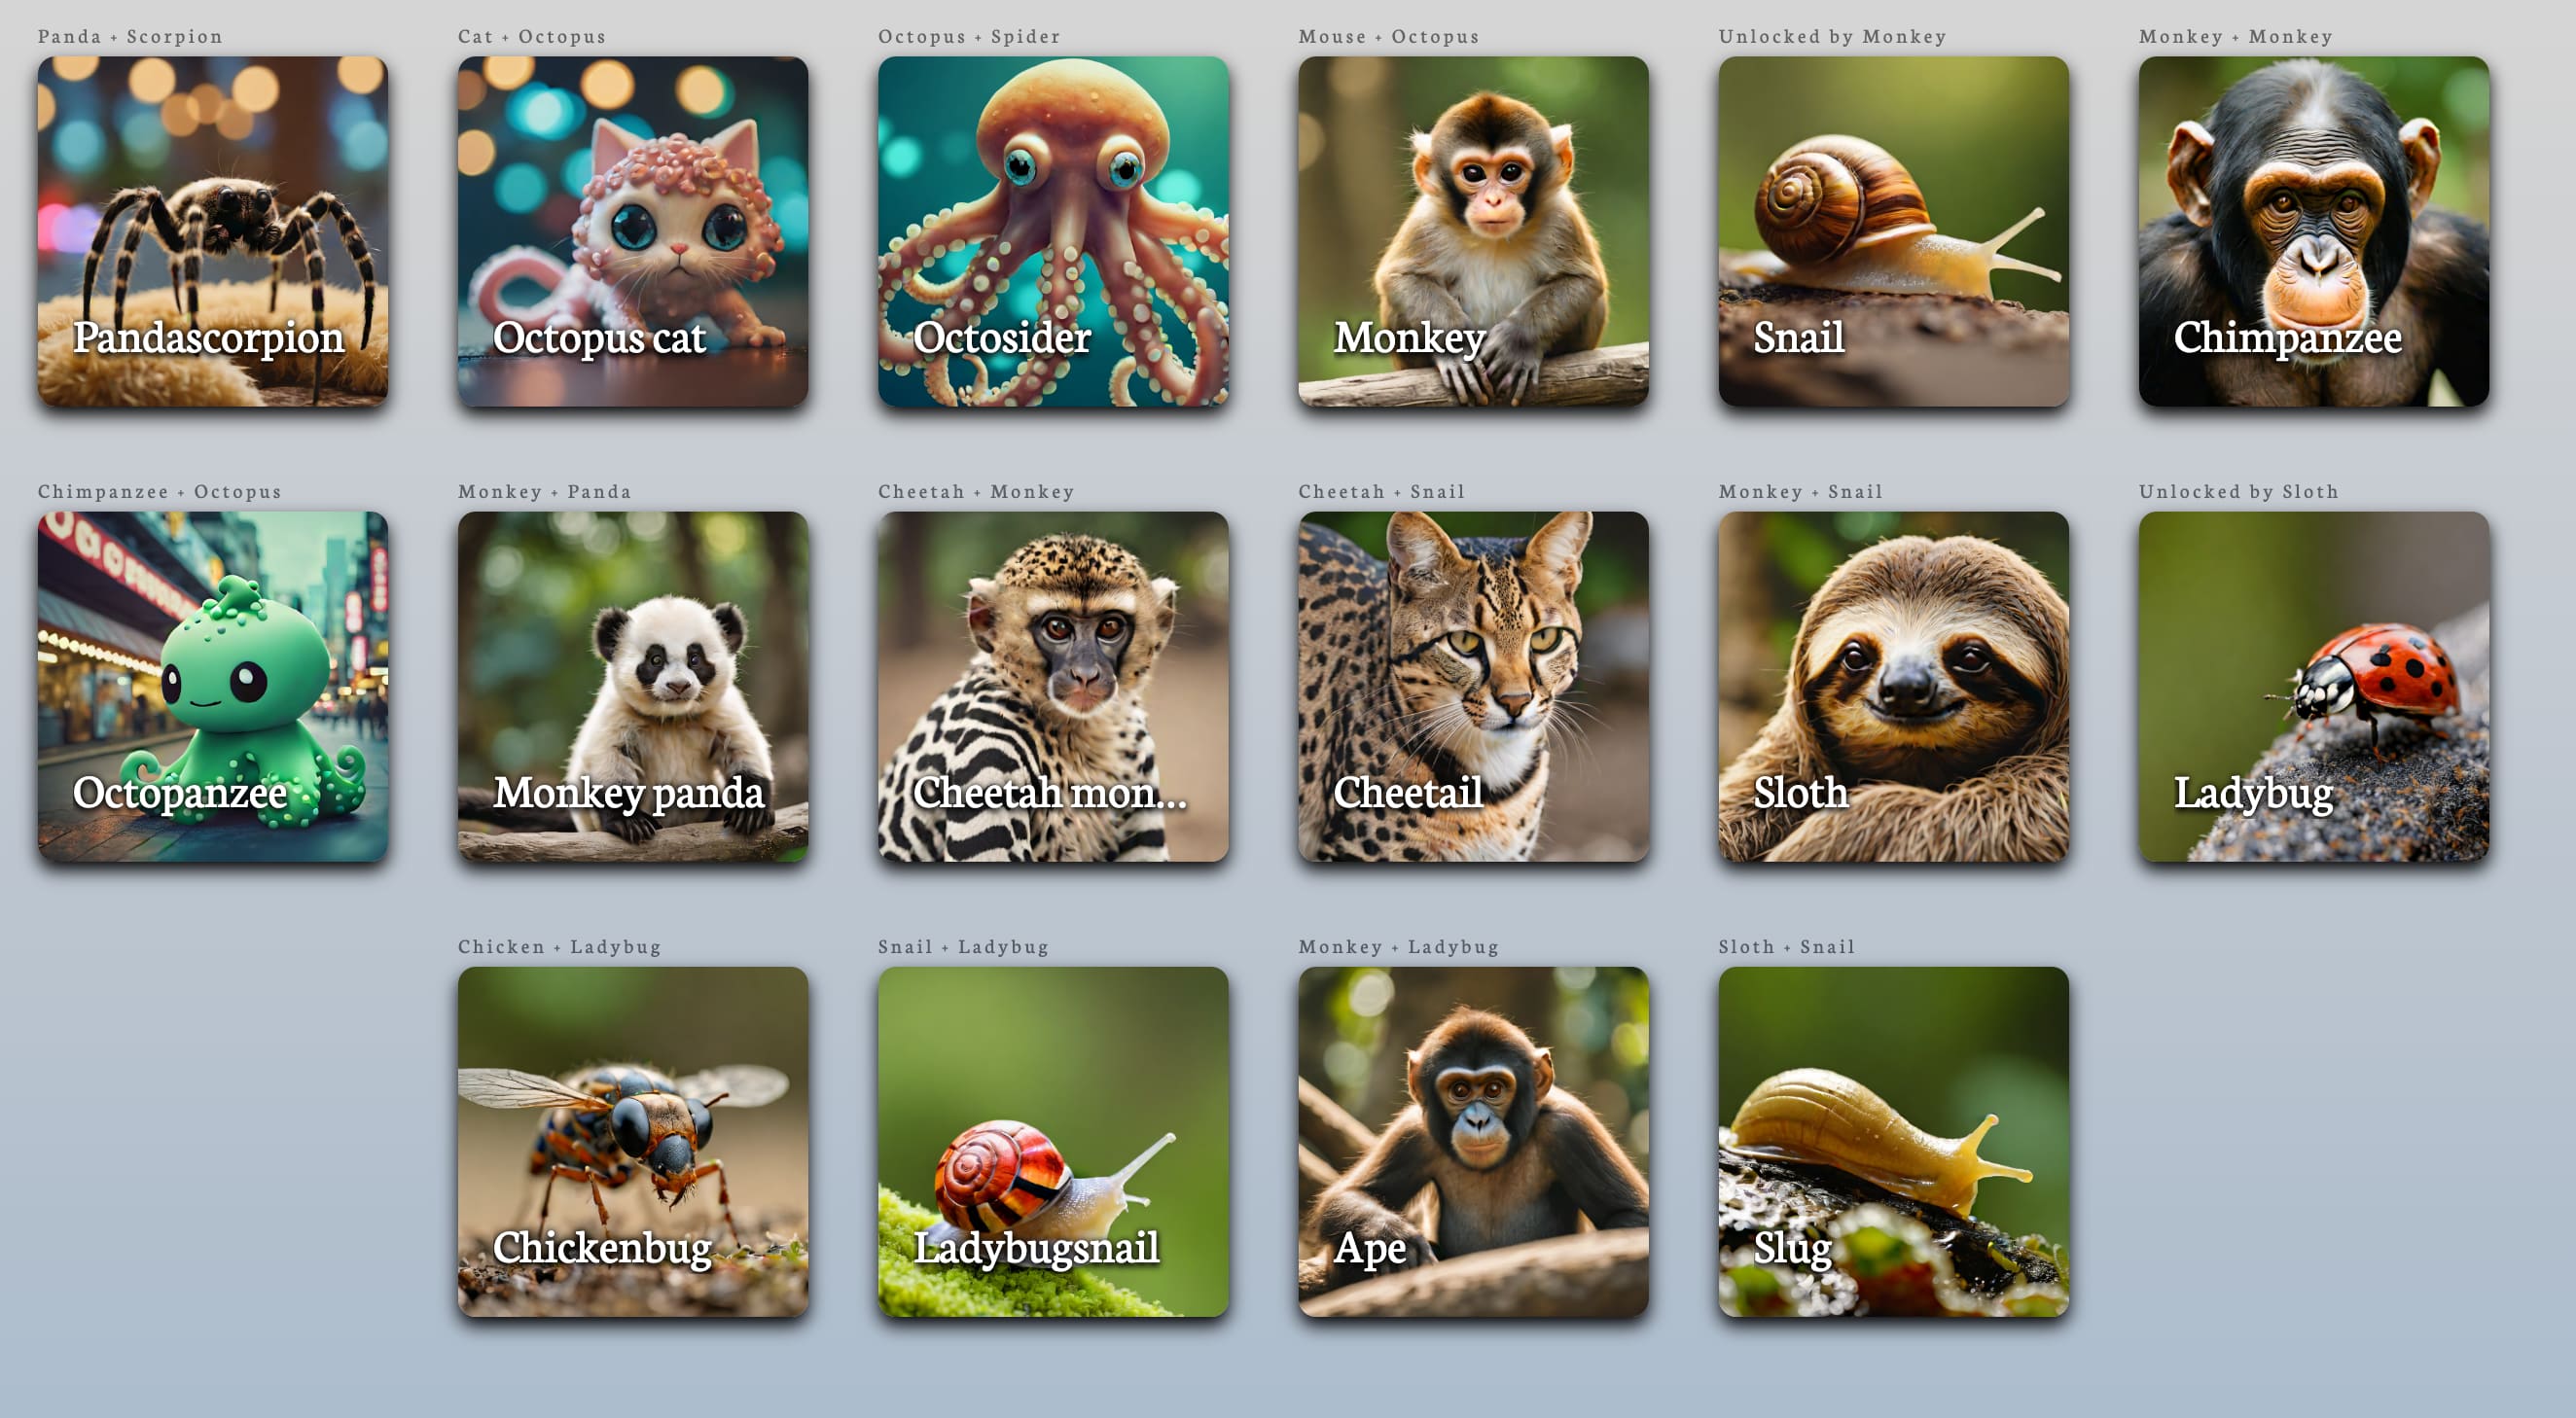 Panda + Scorpion
Cat + Octopus
Octopus + Spider
Mouse + Octopus
Unlocked by Monkey
Monkey + Monkey
Pandascorpion
Octopus cat
Octosider
Monkey
Snail
Chimpanzee
Chimpanzee + Octopus
Monkey + Panda
Cheetah + Monkey
Cheetah + Snail
Monkey + Snail
Unlocked by Sloth
Octopanzee
Monkey panda
Cheetah mon...
Cheetail
Sloth
Ladybug
Chicken + Ladybug
Snail + Ladybug
Monkey + Ladybug
Sloth + Snail
Chickenbug
Ladybugsnail
Ape
Slug